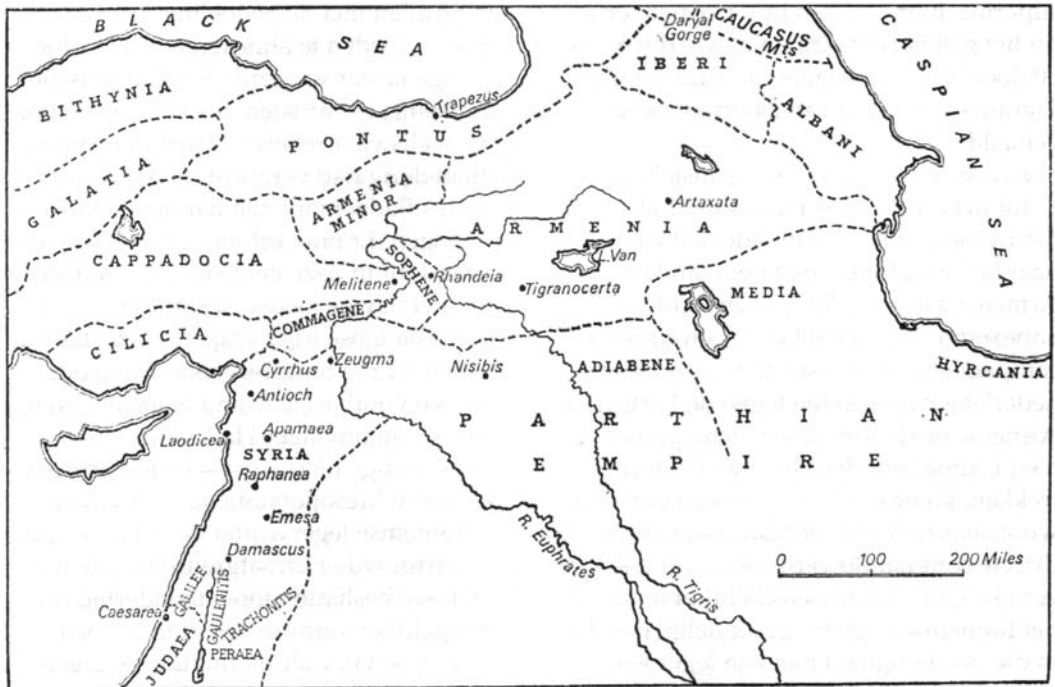 BLACK SEA
CAUCASUS Mts
Daryal Gorge
CASPIAN SEA
IBERI
ALBANI
BITHYNIA
Trapezus
PONTUS
GALATIA
ARMENIA MINOR
Artaxata
ARMENIA
L.Van
CAPPADOCIA
SOPHENE
Melitene
Rhandeia
Tigranocerta
MEDIA
COMMAGENE
CILICIA
Zeugma
Cyrrhus
Nisibis
ADIABENE
HYRCANIA
Antioch
PARTHIAN
EMPIRE
Laodicea
Apamaea
SYRIA
Raphanea
Emesa
R. Euphrates
R. Tigris
Damascus
0 100 200 Miles
Caesarea
GALILEE
TRACHONITIS
PERAEA
JUDAIA